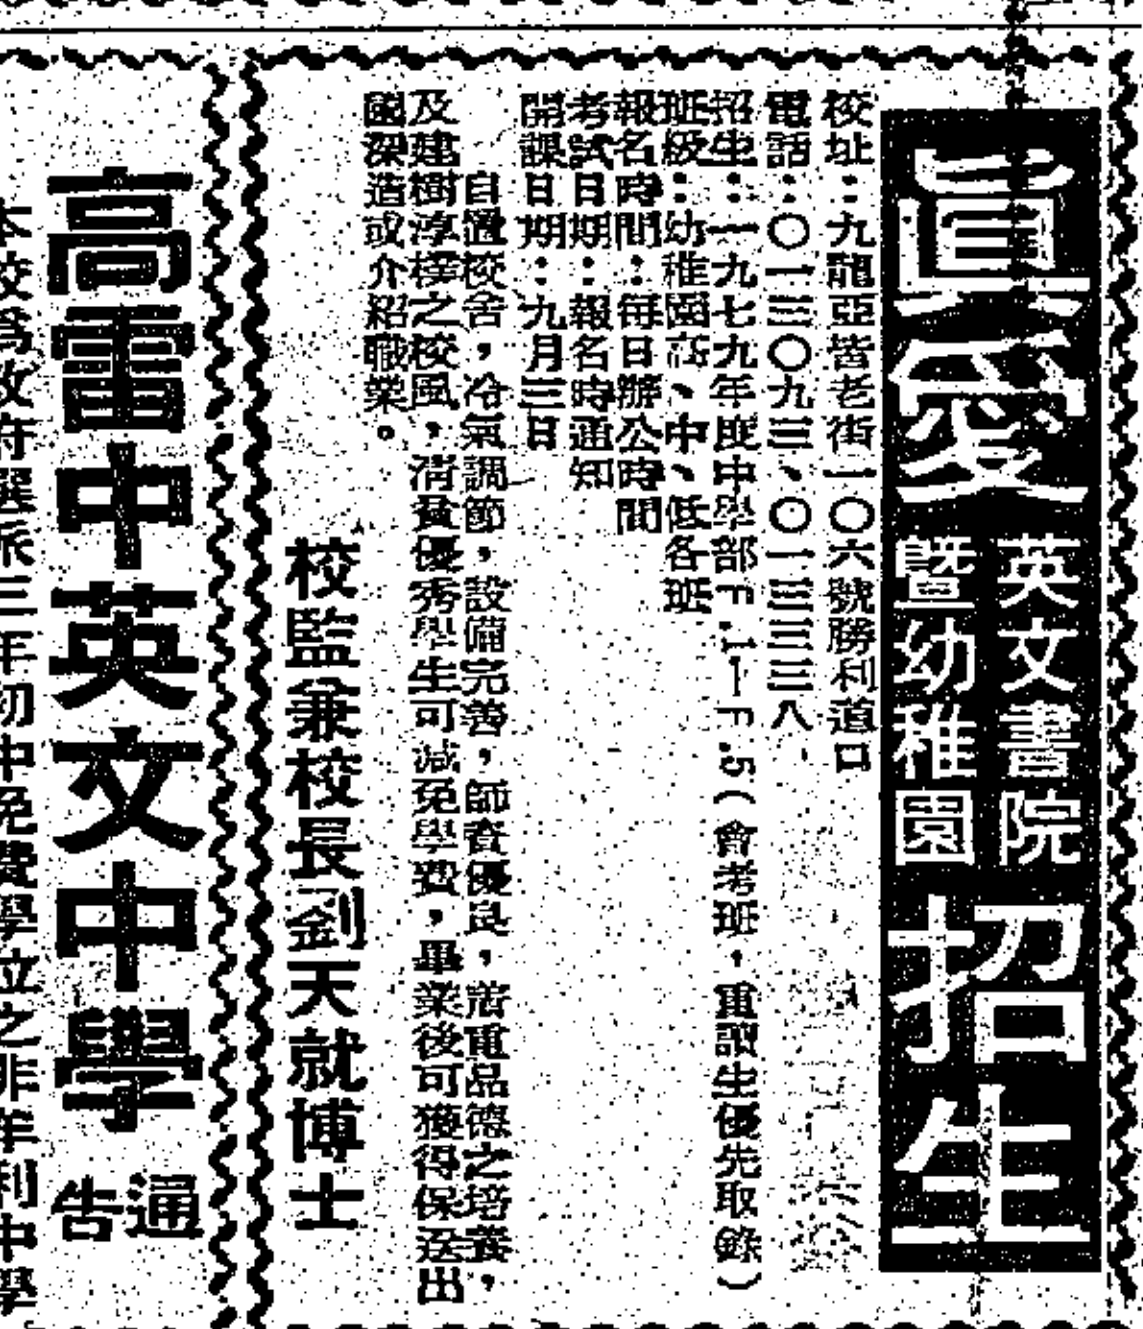 眞愛英文書院暨幼稚園招生
校址：九龍亞皆老街一〇六號勝利道口
電話：〇一三〇九三、〇一三三三八
招生：一九七九年度中學部F.1—F.5（會考班，重讀生優先取錄）
班級：幼稚園高、中、低各班
報名時間：每日辦公時間
考試日期：報名時通知
開課日期：九月三日
自置校舍，冷氣調節，設備完善，師資優良，着重品德之培養，
及建樹淳樸之校風，清貧優秀學生可減免學費，畢業後可獲得保送出
國深造或介紹職業。
校監兼校長劉天就博士
高雷中英文中學通告
本校爲政府選派三年初中免費學位之非牟利中學